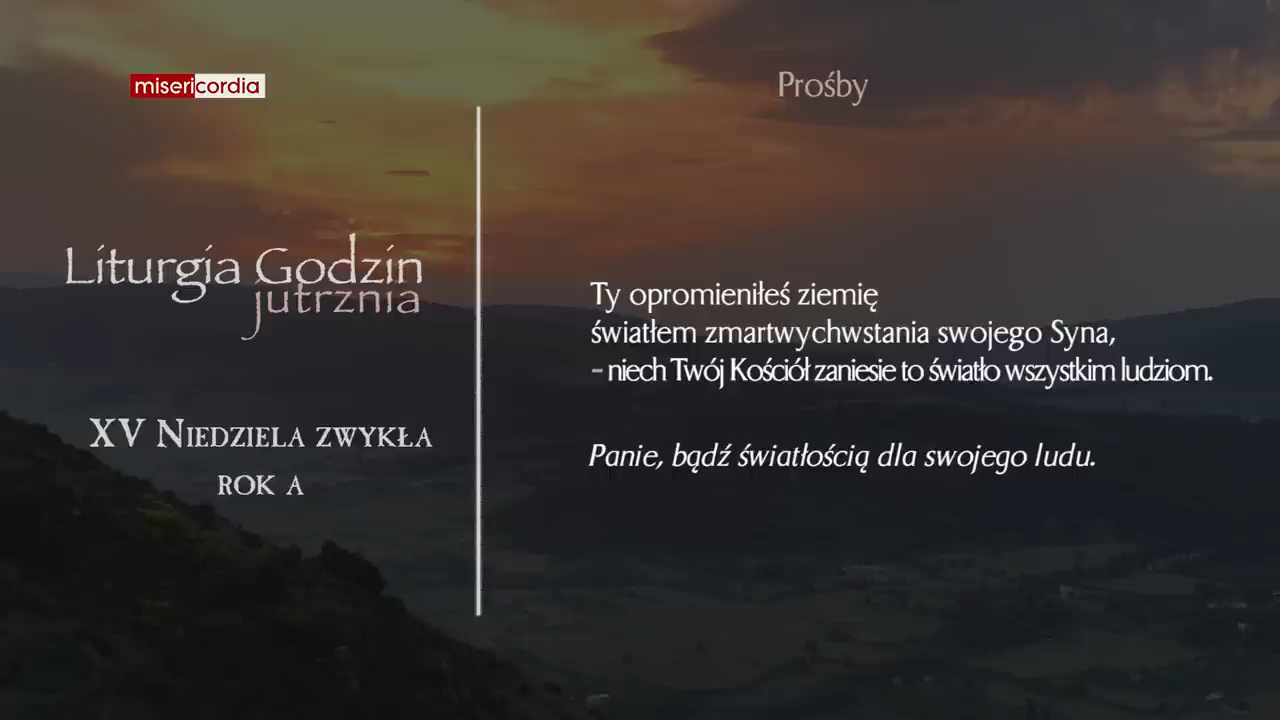 misericordia
Liturgia Godzin
jutrznia
XV Niedziela zwykła
rok A
Prośby
Ty opromieniłeś ziemię
światłem zmartwychwstania swojego Syna,
- niech Twój Kościół zaniesie to światło wszystkim ludziom.
Panie, bądź światłością dla swojego ludu.